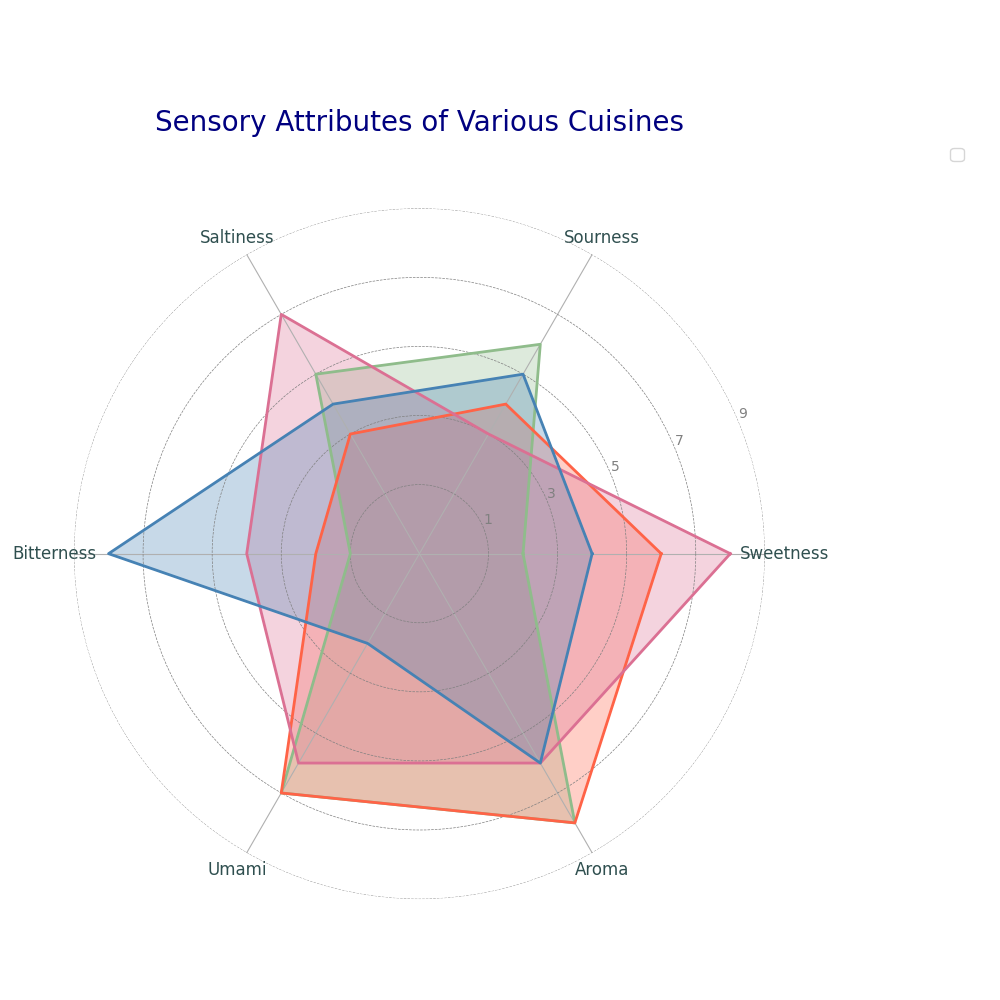 Sensory Attributes of Various Cuisines
Saltiness
Sourness
9
7
5
3
1
Bitterness
Sweetness
Umami
Aroma